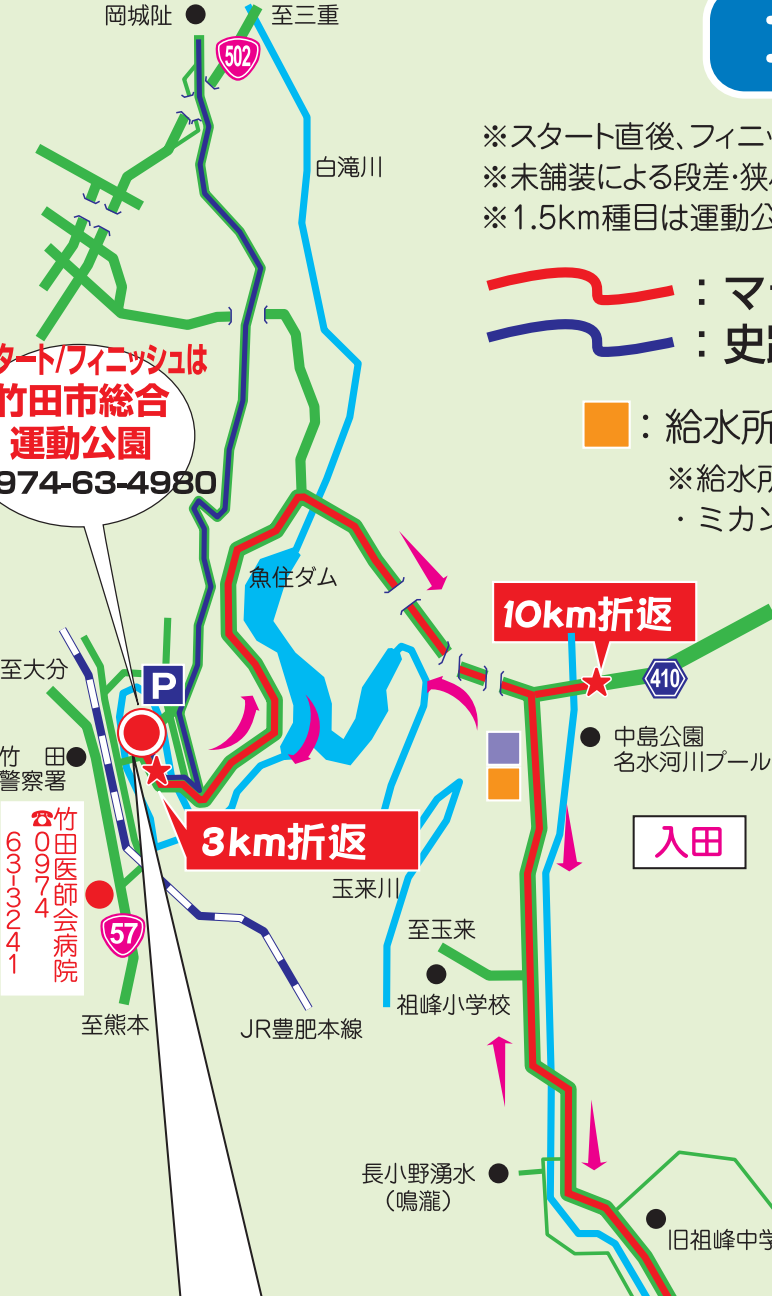 岡城阯
至三重
502
※スタート直後、フィニッ
※未舗装による段差・狭
※1.5km種目は運動公
白滝川
：マ
：史
タート/フィニッシュは
竹田市総合
運動公園
974-63-4980
：給水所
※給水所
・ミカン
魚住ダム
10km折返
至大分
P
410
中島公園
名水河川プール
竹 田
警察署
3km折返
入田
竹田医師会病院
☎0974
63-3241
玉来川
57
至玉来
祖峰小学校
至熊本
JR豊肥本線
長小野湧水
（鳴瀧）
旧祖峰中学